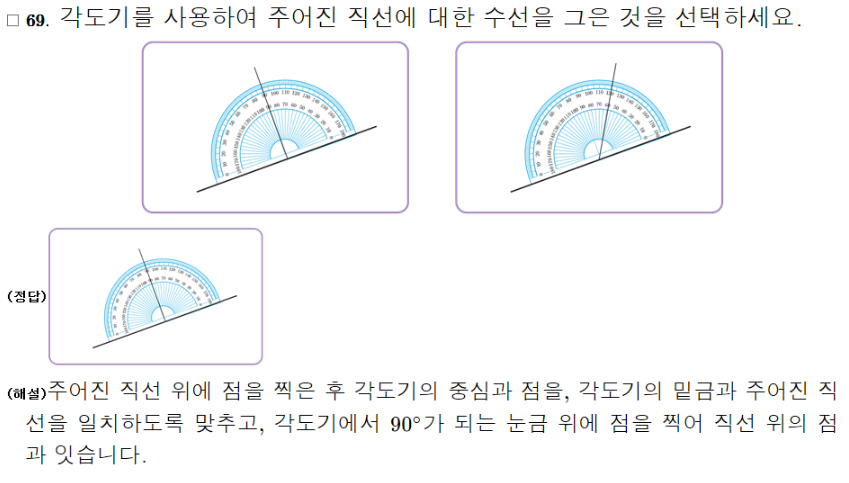 □ 69. 각도기를 사용하여 주어진 직선에 대한 수선을 그은 것을 선택하세요.
(정답)
(해설)주어진 직선 위에 점을 찍은 후 각도기의 중심과 점을, 각도기의 밑금과 주어진 직
선을 일치하도록 맞추고, 각도기에서 90°가 되는 눈금 위에 점을 찍어 직선 위의 점
과 잇습니다.